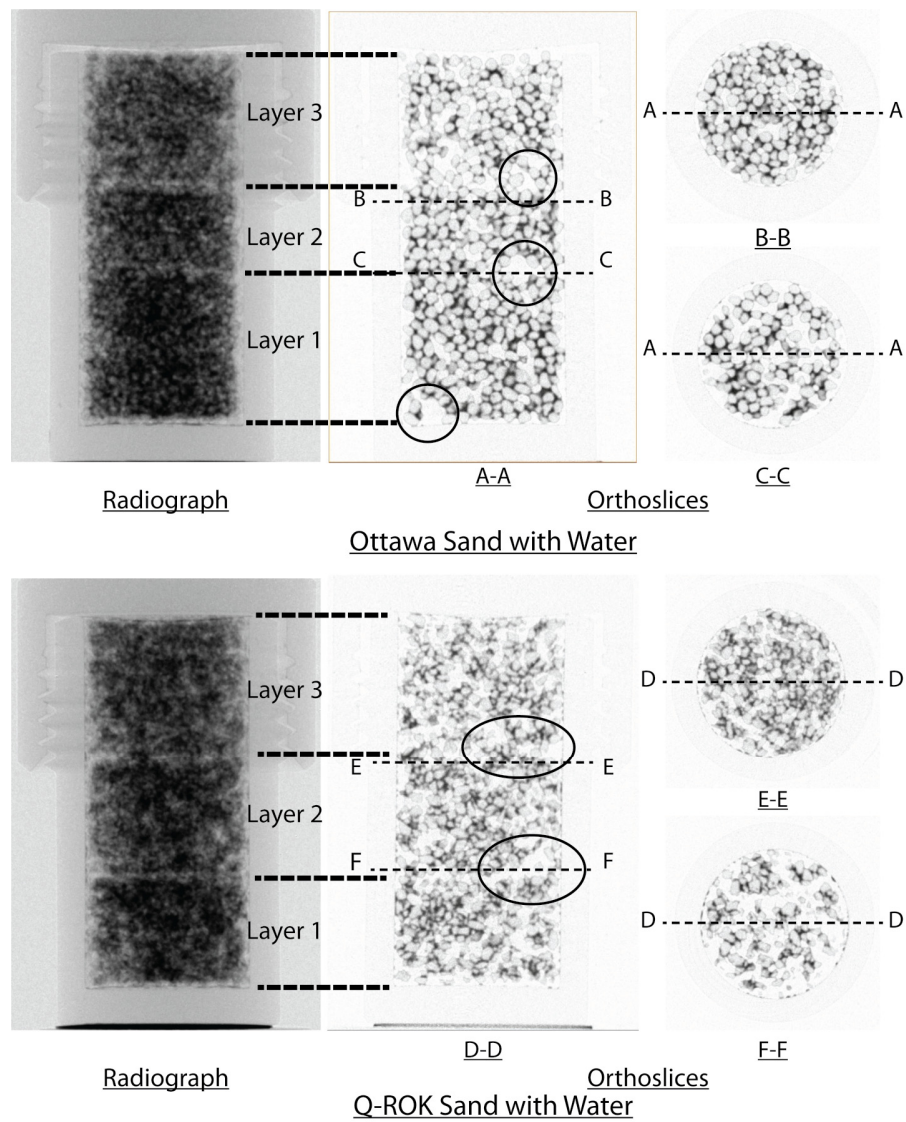 Layer 3
Layer 2
Layer 1
B B
C C
A-A
A A
B-B
A A
C-C
Radiograph Orthoslices
Ottawa Sand with Water
Layer 3
Layer 2
Layer 1
E E
F F
D-D
D D
E-E
D D
F-F
Radiograph Orthoslices
Q-ROK Sand with Water